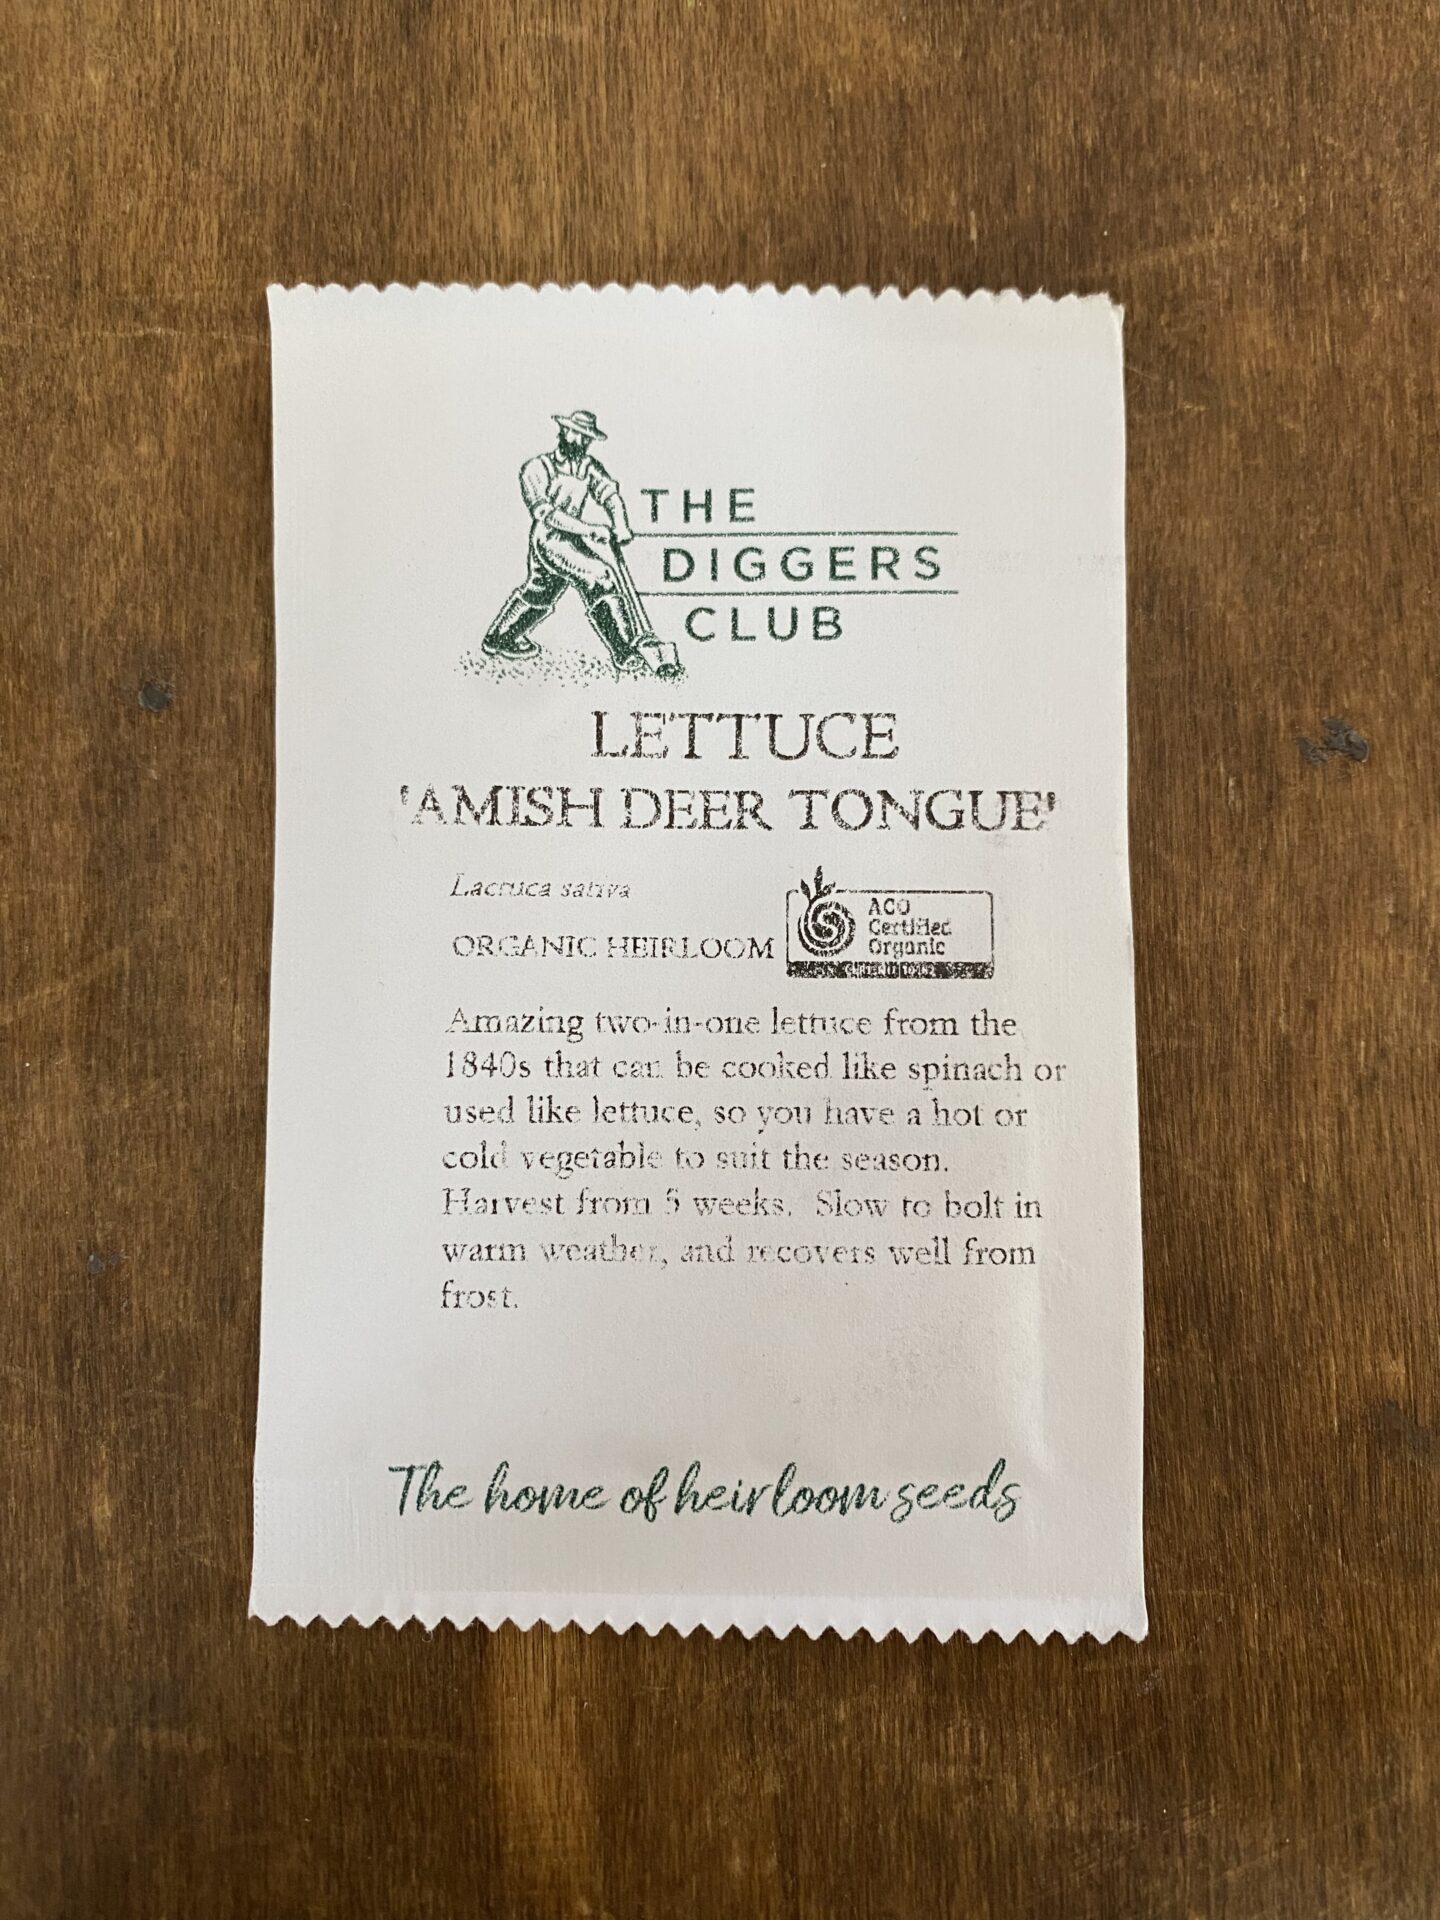 THE
DIGGERS
CLUB
LETTUCE
'AMISH DEER TONGUE'
Lactuca sativa
ORGANIC HEIRLOOM
ACO
Certified
Organic
Amazing two-in-one lettuce from the
1840s that can be cooked like spinach or
used like lettuce, so you have a hot or
cold vegetable to suit the season.
Harvest from 5 weeks. Slow to bolt in
warm weather, and recovers well from
frost.
The home of heirloom seeds